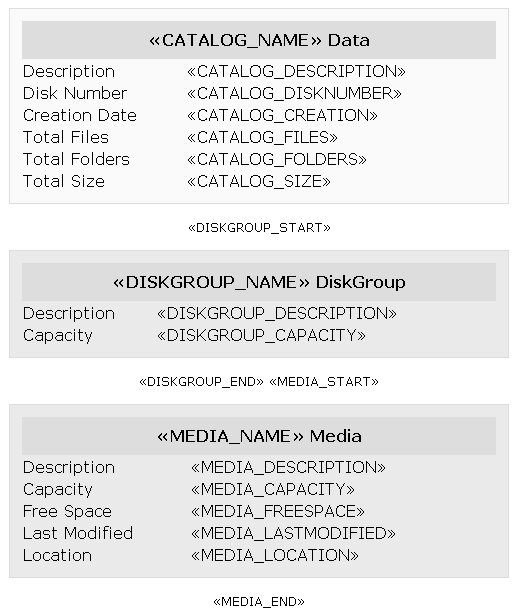 «CATALOG_NAME» Data
Description «CATALOG_DESCRIPTION»
Disk Number «CATALOG_DISKNUMBER»
Creation Date «CATALOG_CREATION»
Total Files «CATALOG_FILES»
Total Folders «CATALOG_FOLDERS»
Total Size «CATALOG_SIZE»
«DISKGROUP_START»
«DISKGROUP_NAME» DiskGroup
Description «DISKGROUP_DESCRIPTION»
Capacity «DISKGROUP_CAPACITY»
«DISKGROUP_END» «MEDIA_START»
«MEDIA_NAME» Media
Description «MEDIA_DESCRIPTION»
Capacity «MEDIA_CAPACITY»
Free Space «MEDIA_FREESPACE»
Last Modified «MEDIA_LASTMODIFIED»
Location «MEDIA_LOCATION»
«MEDIA_END»